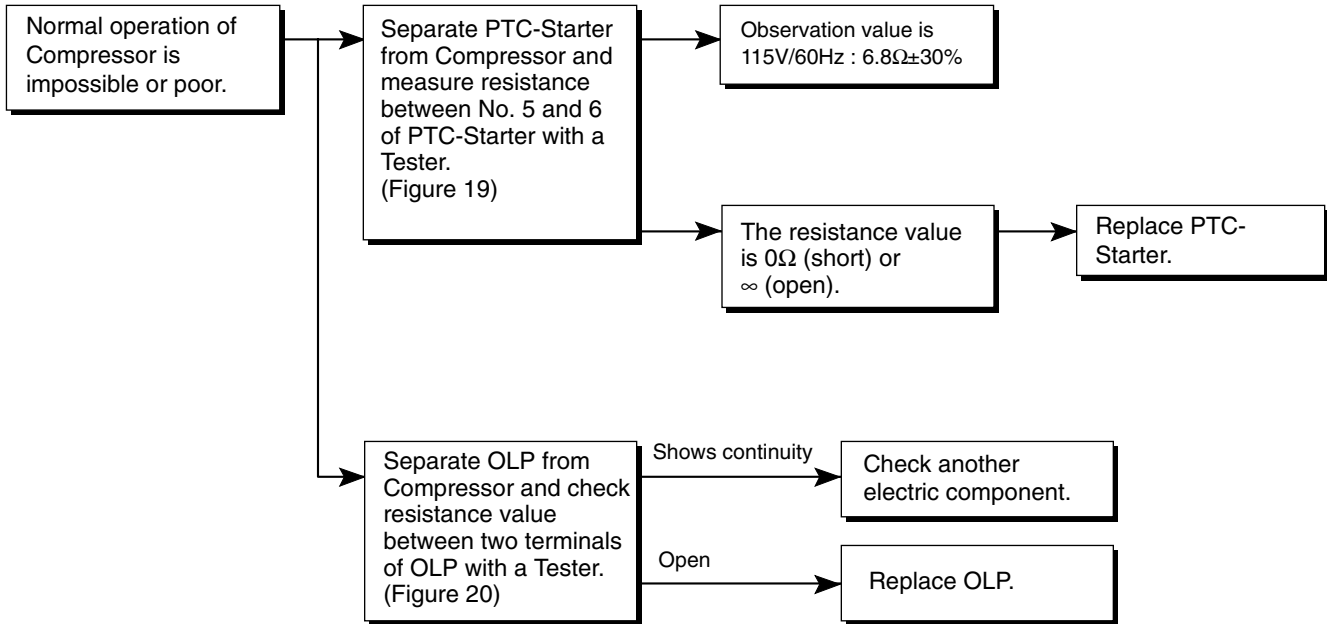 Normal operation of
Compressor is
impossible or poor.
Separate PTC-Starter
from Compressor and
measure resistance
between No. 5 and 6
of PTC-Starter with a
Tester.
(Figure 19)
Observation value is
115V/60Hz : 6.8Ω±30%
The resistance value
is 0Ω (short) or
∞ (open).
Replace PTC-
Starter.
Separate OLP from
Compressor and check
resistance value
between two terminals
of OLP with a Tester.
(Figure 20)
Shows continuity
Check another
electric component.
Open
Replace OLP.